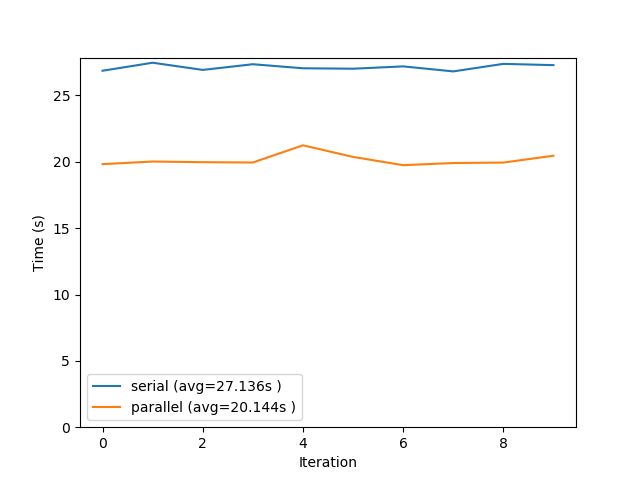 25
20
15
10
5
0
Time (s)
serial (avg=27.136s )
parallel (avg=20.144s )
0 2 4 6 8
Iteration